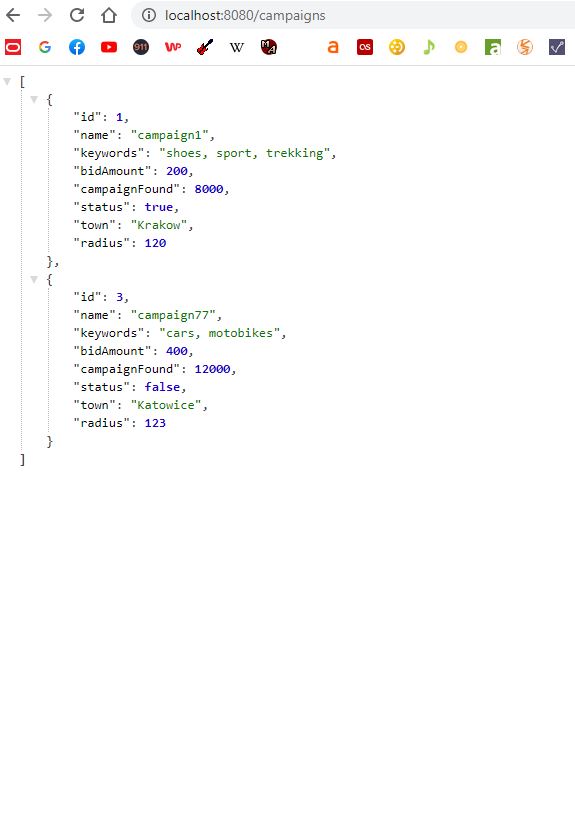 localhost:8080/campaigns
911
WP
W
M A
a
OS
a
[
{
"id": 1,
"name": "campaign1",
"keywords": "shoes, sport, trekking",
"bidAmount": 200,
"campaignFound": 8000,
"status": true,
"town": "Krakow",
"radius": 120
},
{
"id": 3,
"name": "campaign77",
"keywords": "cars, motobikes",
"bidAmount": 400,
"campaignFound": 12000,
"status": false,
"town": "Katowice",
"radius": 123
}
]